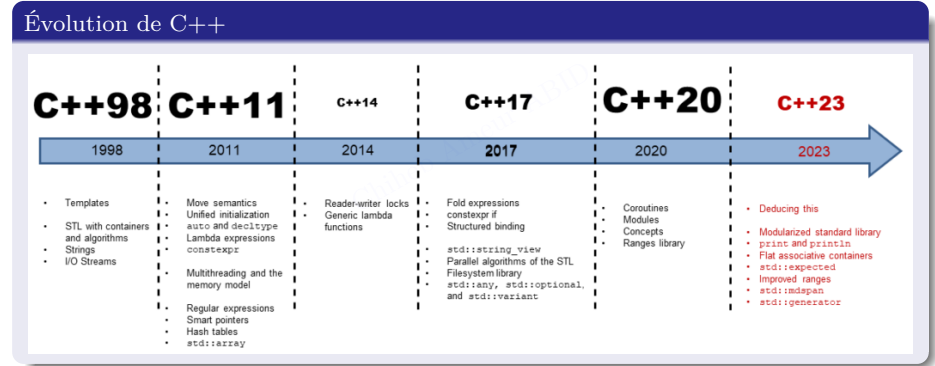 Évolution de C++
C++98
C++11
C++14
C++17
C++20
C++23
1998
2011
2014
2017
2020
2023
• Templates
• STL with containers
and algorithms
• Strings
• I/O Streams
• Move semantics
• Unified initialization
• auto and decltype
• Lambda expressions
• constexpr
• Multithreading and the
memory model
• Regular expressions
• Smart pointers
• Hash tables
• std::array
• Reader-writer locks
• Generic lambda
functions
• Fold expressions
• constexpr if
• Structured binding
• std::string_view
• Parallel algorithms of the STL
• Filesystem library
• std::any, std::optional,
and std::variant
• Coroutines
• Modules
• Concepts
• Ranges library
• Deducing this
• Modularized standard library
• print and println
• Flat associative containers
• std::expected
• Improved ranges
• std::mdspan
• std::generator